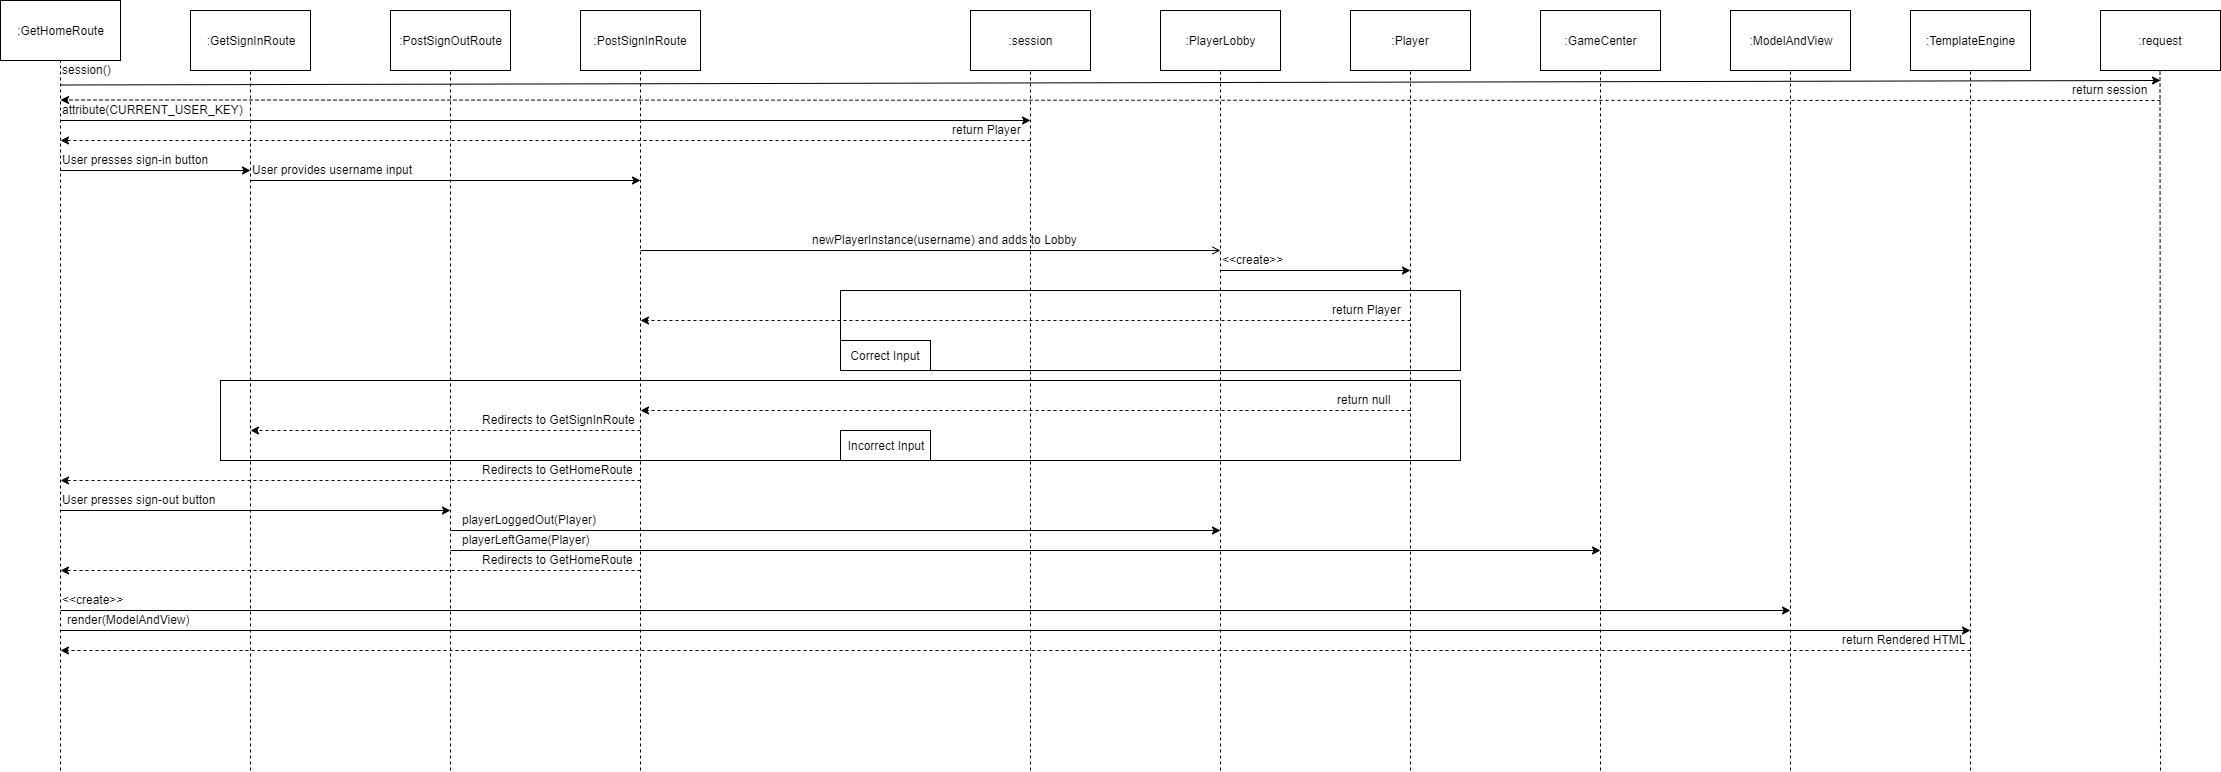 :GetHomeRoute
:GetSignInRoute
:PostSignOutRoute
:PostSignInRoute
:session
:PlayerLobby
:Player
:GameCenter
:ModelAndView
:TemplateEngine
:request
session()
return session
attribute(CURRENT_USER_KEY)
return Player
User presses sign-in button
User provides username input
newPlayerInstance(username) and adds to Lobby
<<create>>
return Player
Correct Input
return null
Redirects to GetSignInRoute
Incorrect Input
Redirects to GetHomeRoute
User presses sign-out button
playerLoggedOut(Player)
playerLeftGame(Player)
Redirects to GetHomeRoute
<<create>>
render(ModelAndView)
return Rendered HTML